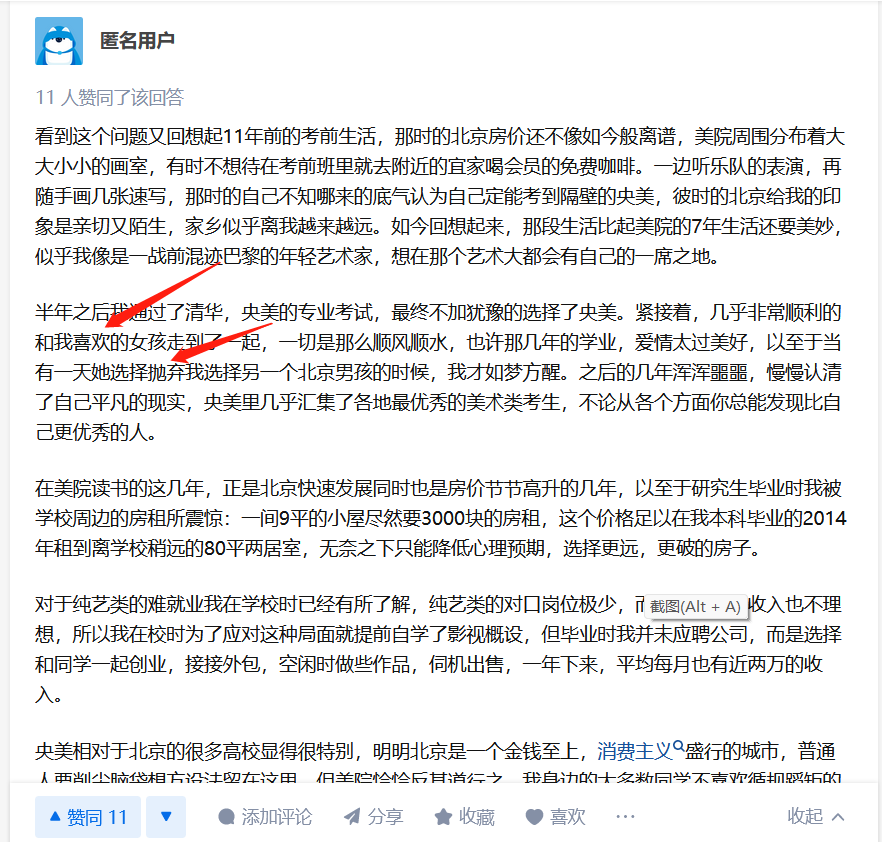 匿名用户
11 人赞同了该回答
看到这个问题又回想起11年前的考前生活，那时的北京房价还不像如今般离谱，美院周围分布着大
大小小的画室，有时不想待在考前班里就去附近的宜家喝会员的免费咖啡。一边听乐队的表演，再
随手画几张速写，那时的自己不知哪来的底气认为自己定能考到隔壁的央美，彼时的北京给我的印
象是亲切又陌生，家乡似乎离我越来越远。如今回想起来，那段生活比起美院的7年生活还要美妙，
似乎我像是一战前混迹巴黎的年轻艺术家，想在那个艺术大都会有自己的一席之地。
半年之后我通过了清华，央美的专业考试，最终不加犹豫的选择了央美。紧接着，几乎非常顺利的
和我喜欢的女孩走到了一起，一切是那么顺风顺水，也许那几年的学业，爱情太过美好，以至于当
有一天她选择抛弃我选择另一个北京男孩的时候，我才如梦方醒。之后的几年浑浑噩噩，慢慢认清
了自己平凡的现实，央美里几乎汇集了各地最优秀的美术类考生，不论从各个方面你总能发现比自
己更优秀的人。
在美院读书的这几年，正是北京快速发展同时也是房价节节高升的几年，以至于研究生毕业时我被
学校周边的房租所震惊：一间9平的小屋尽然要3000块的房租，这个价格足以在我本科毕业的2014
年租到离学校稍远的80平两居室，无奈之下只能降低心理预期，选择更远，更破的房子。
对于纯艺类的难就业我在学校时已经有所了解，纯艺类的对口岗位极少，而 截图(Alt + A) 收入也不理
想，所以我在校时为了应对这种局面就提前自学了影视概设，但毕业时我并未应聘公司，而是选择
和同学一起创业，接接外包，空闲时做些作品，伺机出售，一年下来，平均每月也有近两万的收
入。
央美相对于北京的很多高校显得很特别，明明北京是一个金钱至上，消费主义盛行的城市，普通
人要削尖脑袋想方设法留在这里，但美院恰恰反其道行之，我身边的大多数同学不喜欢循规蹈矩的
赞同 11 添加评论 分享 收藏 喜欢 ··· 收起